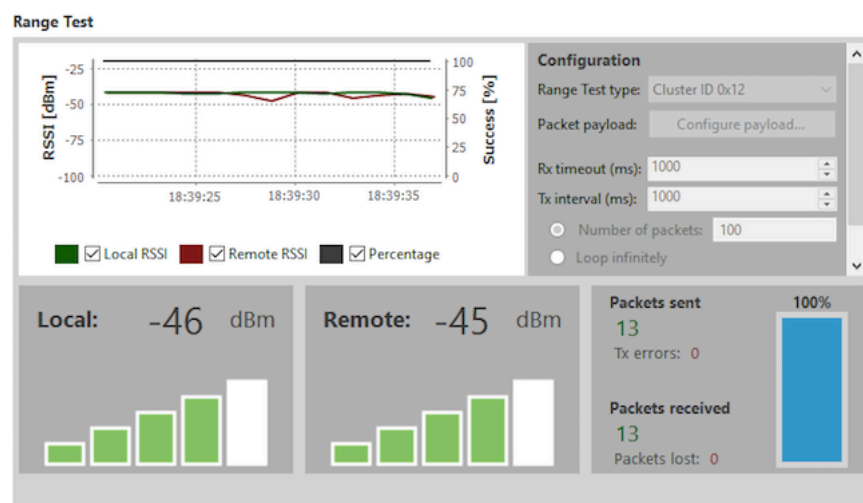 Range Test
RSSI [dBm]
-25
-50
-75
-100
100
75
50
25
0
Success [%]
18:39:25 18:39:30 18:39:35
Local RSSI Remote RSSI Percentage
Configuration
Range Test type: Cluster ID 0x12
Packet payload: Configure payload...
Rx timeout (ms): 1000
Tx interval (ms): 1000
Number of packets: 100
Loop infinitely
Local: -46 dBm
Remote: -45 dBm
Packets sent
13
Tx errors: 0
Packets received
13
Packets lost: 0
100%